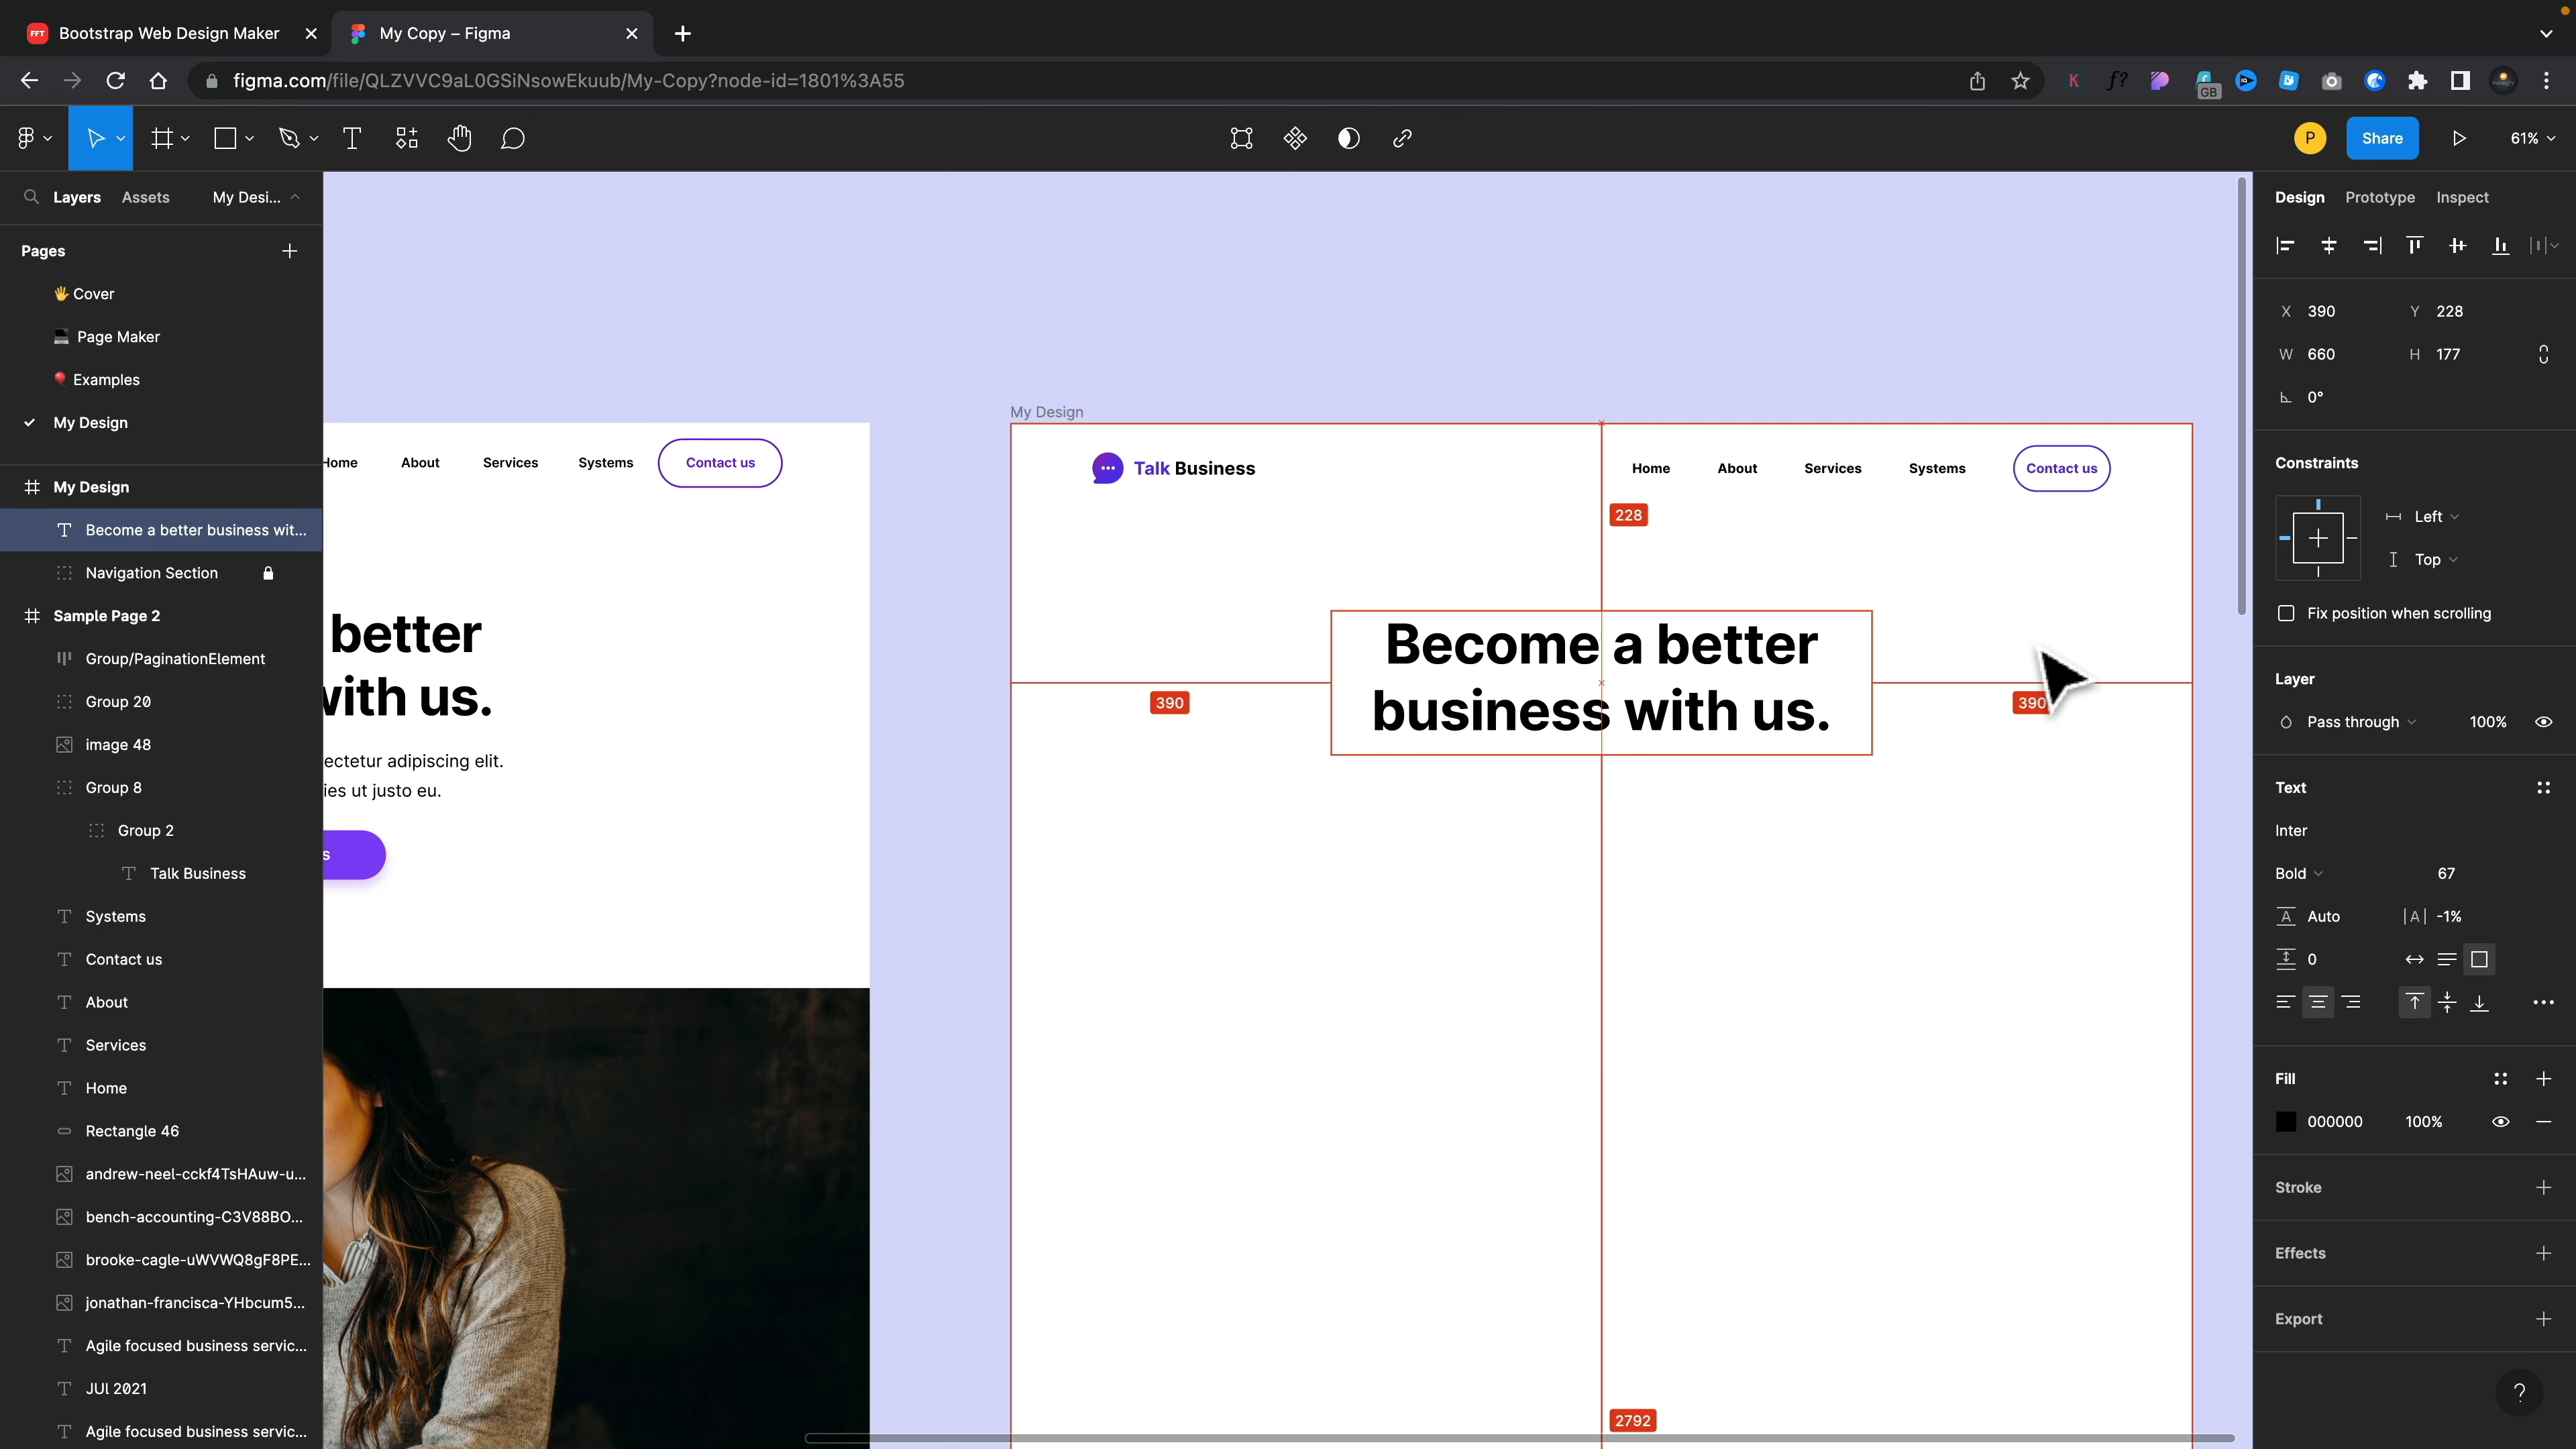 FFT Bootstrap Web Design Maker
My Copy – Figma
figma.com/file/QLZVVC9aL0GSiNsowEkuub/My-Copy?node-id=1801%3A55
K
f?
GB
P
Share
61%
Layers
Assets
My Desi...
Pages
Cover
Page Maker
Examples
My Design
My Design
Become a better business wit...
Navigation Section
Sample Page 2
Group/PaginationElement
Group 20
image 48
Group 8
Group 2
Talk Business
Systems
Contact us
About
Services
Home
Rectangle 46
andrew-neel-cckf4TsHAuw-u...
bench-accounting-C3V88BO...
brooke-cagle-uWVWQ8gF8PE...
jonathan-francisca-YHbcum5...
Agile focused business servic...
JUl 2021
Agile focused business servic...
Home About Services Systems Contact us
better
with us.
ectetur adipiscing elit.
ies ut justo eu.
s
My Design
Talk Business
Home About Services Systems Contact us
228
Become a better
business with us.
390
390
2792
Design
Prototype
Inspect
X 390
Y 228
W 660
H 177
0°
Constraints
Left
Top
Fix position when scrolling
Layer
Pass through
100%
Text
Inter
Bold
67
A Auto
|A| -1%
0
Fill
000000
100%
Stroke
Effects
Export
?